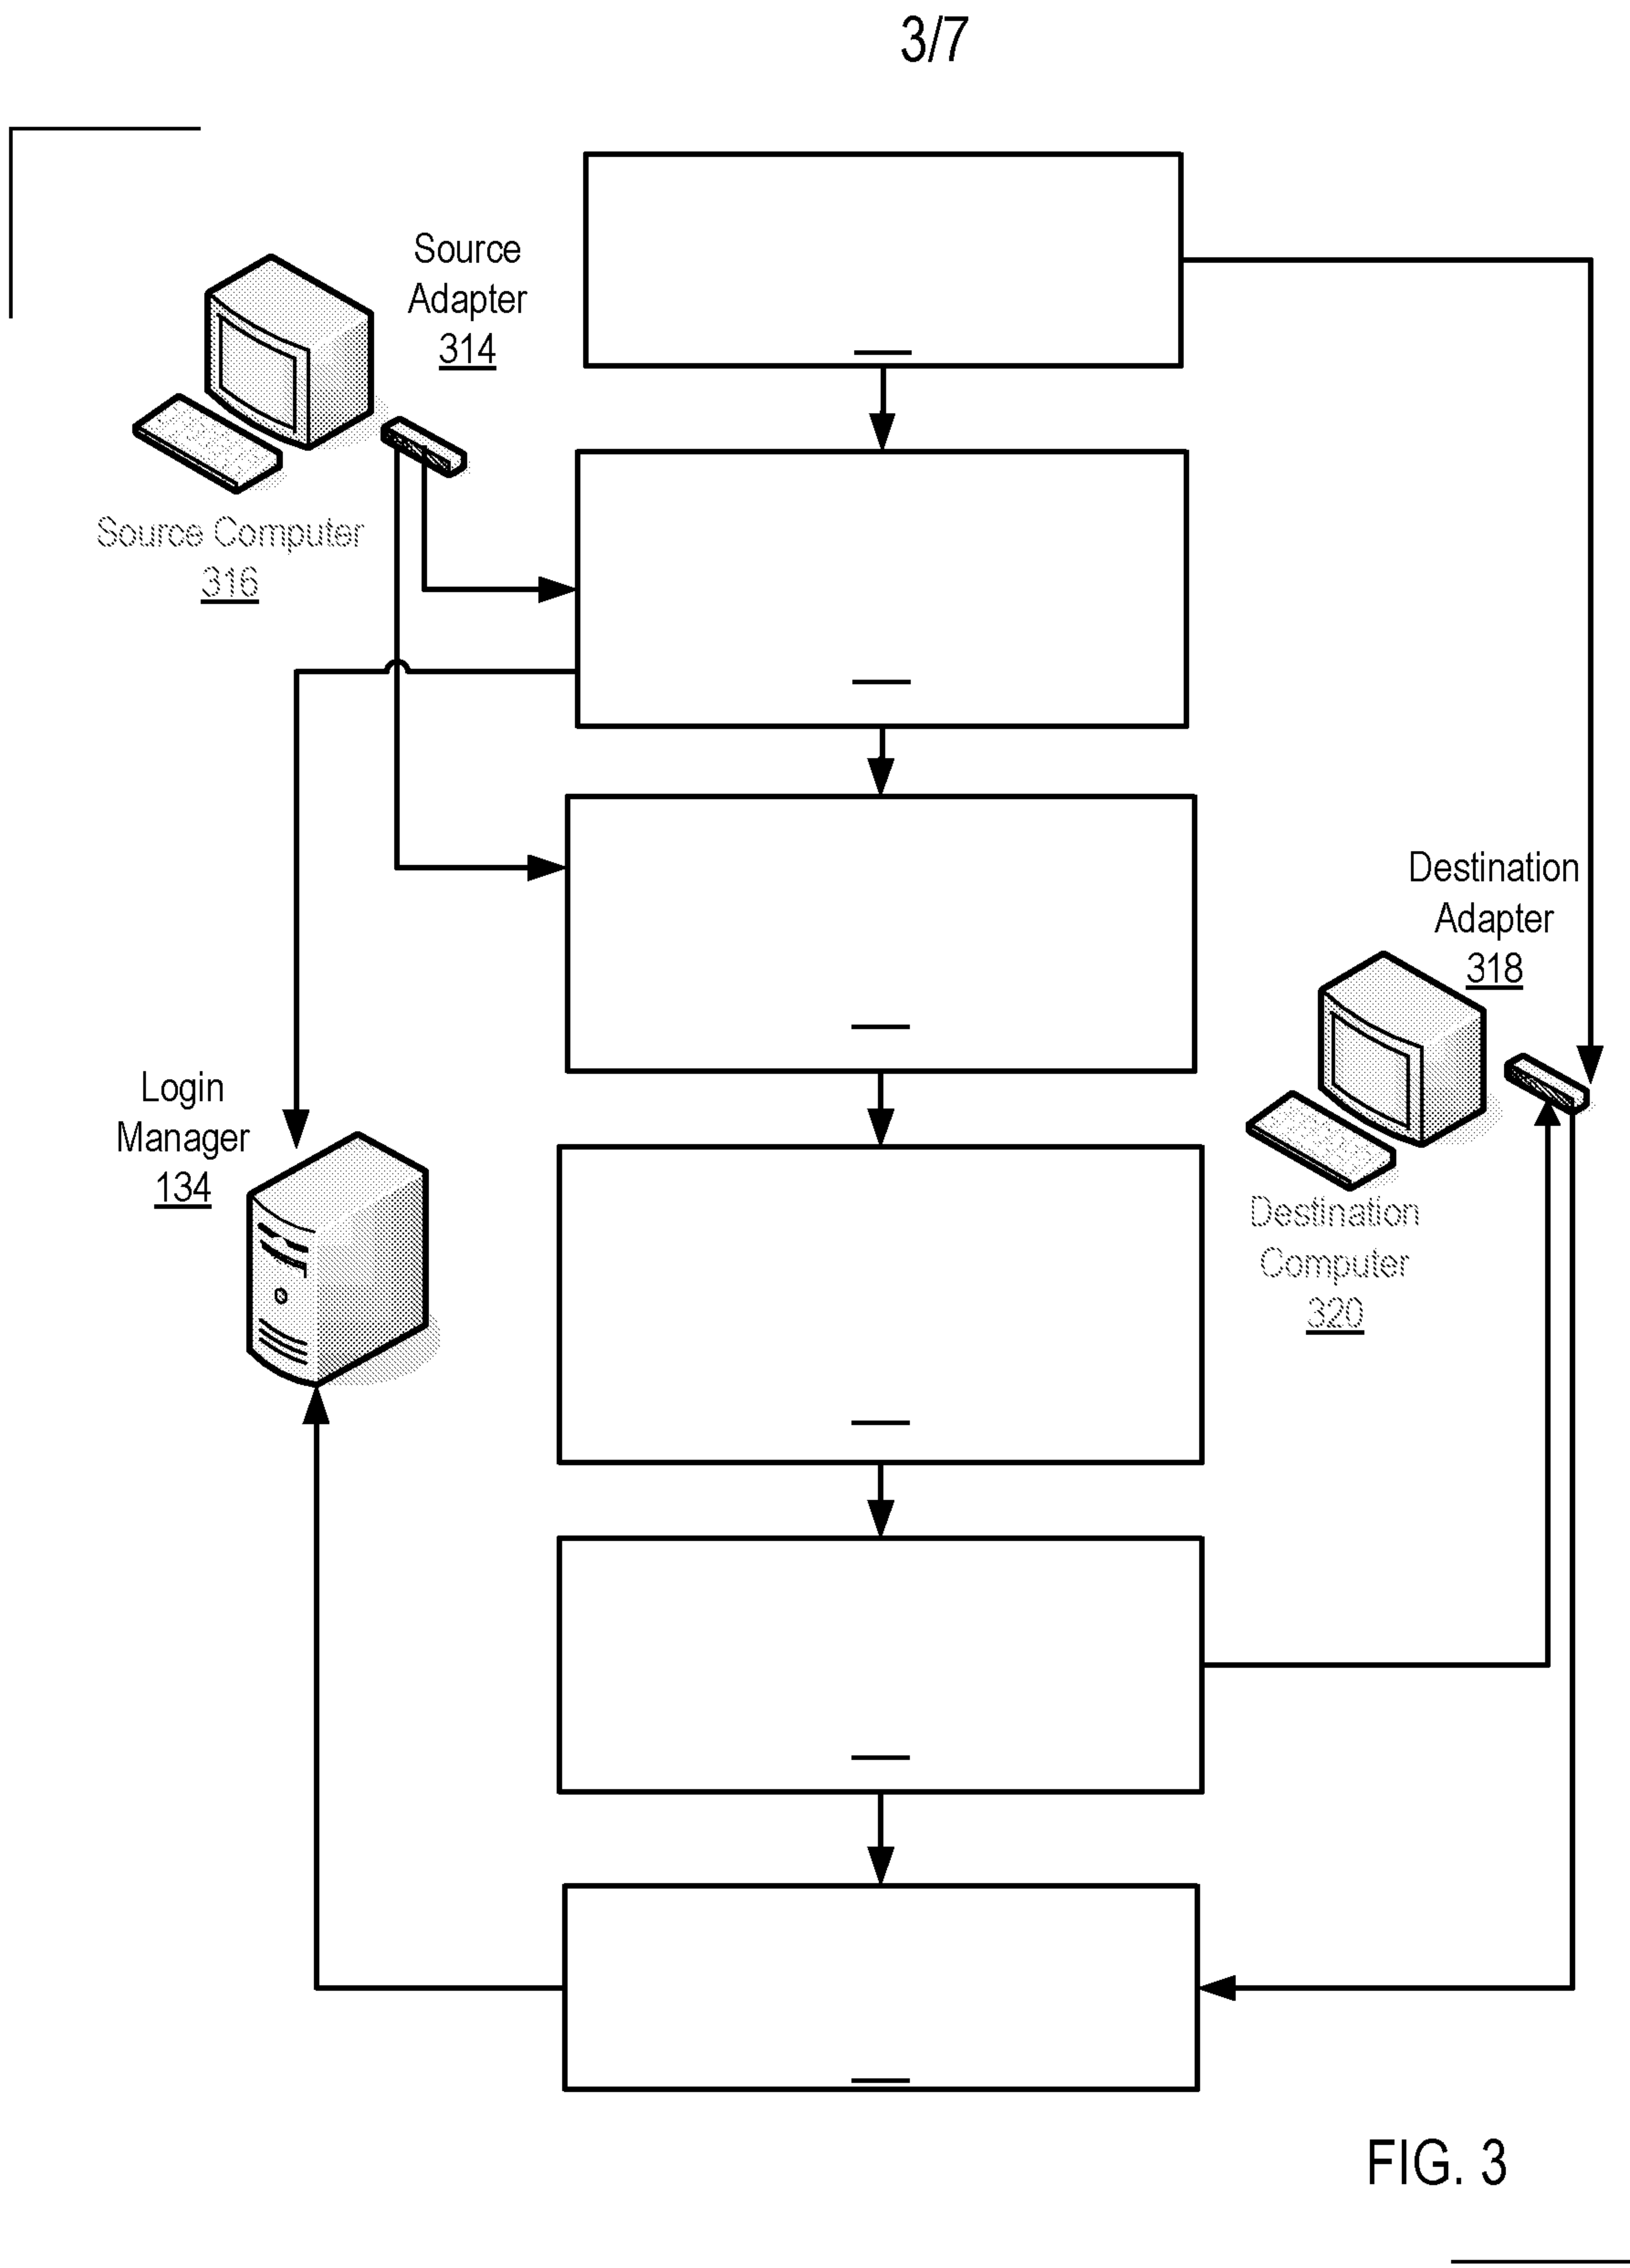 3/7
Source
Adapter
314
Source Computer
316
Destination
Adapter
318
Login
Manager
134
Destination
Computer
320
FIG. 3